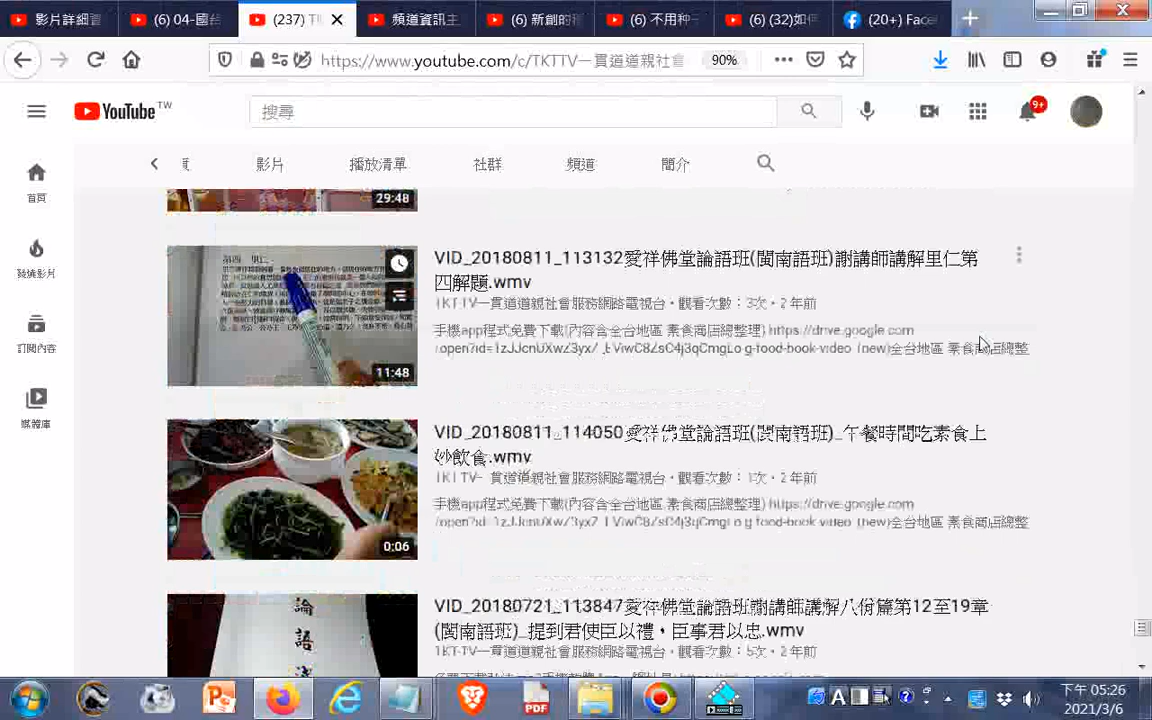 影片詳細資
(6) 04-國台
(237) T
頻道資訊主
(6) 新創的
(6) 不用种
(6) (32)如何
(20+) Face
https://www.youtube.com/c/TKTTV一貫道道親社會
90%
YouTube TW
搜尋
9+
影片
播放清單
社群
頻道
簡介
首頁
發燒影片
訂閱內容
媒體庫
29:48
VID_20180811_113132愛祥佛堂論語班(閩南語班)謝講師講解里仁第
四解題.wmv
TKTTV一貫道道親社會服務網路電視台・觀看次數：3次・2 年前
手機app程式免費下載(內容含全台地區 素食商店總整理) https://drive.google.com
全台地區 素食商店總整
11:48
VID_20180811_114050愛祥佛堂論語班(閩南語班)_午餐時間吃素食上
妙飲食.wmv
TKTTV一貫道道親社會服務網路電視台・觀看次數：1次・2 年前
手機app程式免費下載(內容含全台地區 素食商店總整理) https://drive.google.com
全台地區 素食商店總整
0:06
VID_20180721_113847愛祥佛堂論語班謝講師講解八佾篇第12至19章
(閩南語班)_提到君使臣以禮，臣事君以忠.wmv
TKTTV一貫道道親社會服務網路電視台・觀看次數：5次・2 年前
論
語
PDF
A
下午 05:26
2021/3/6